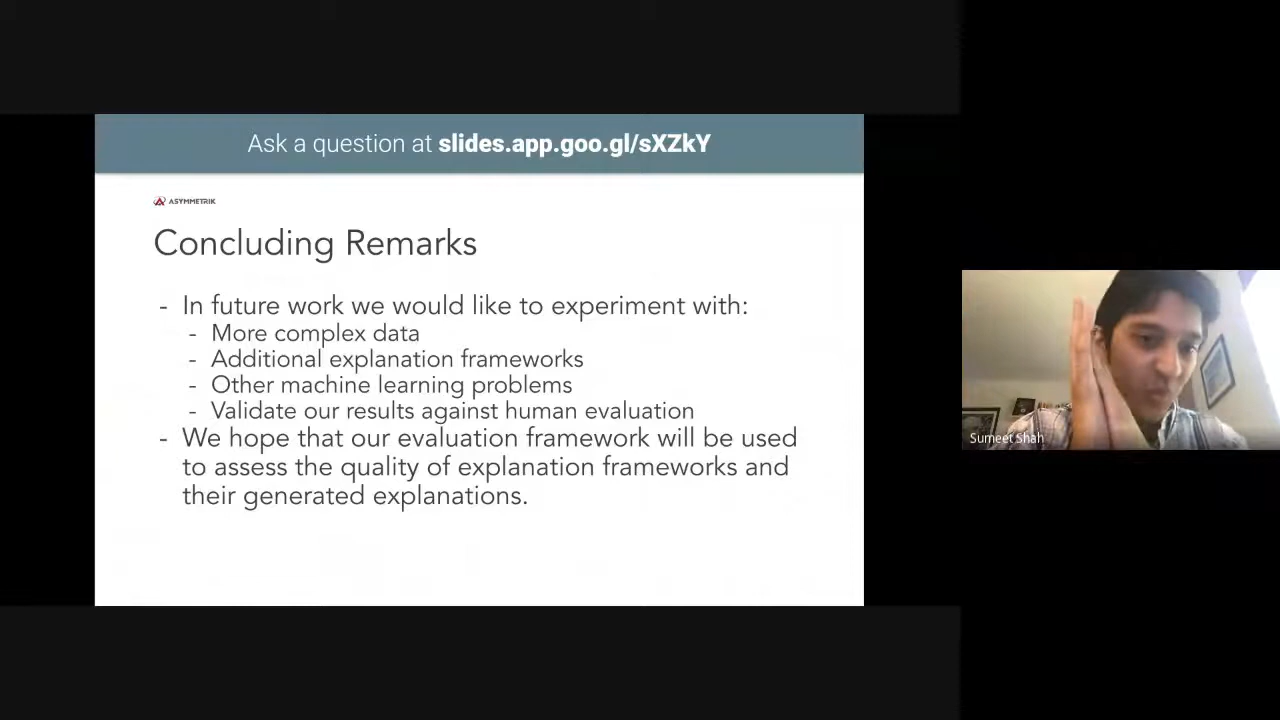 Ask a question at slides.app.goo.gl/sXZkY
ASYMMETRIK
Concluding Remarks
- In future work we would like to experiment with:
- More complex data
- Additional explanation frameworks
- Other machine learning problems
- Validate our results against human evaluation
- We hope that our evaluation framework will be used
to assess the quality of explanation frameworks and
their generated explanations.
Sumeet Shah